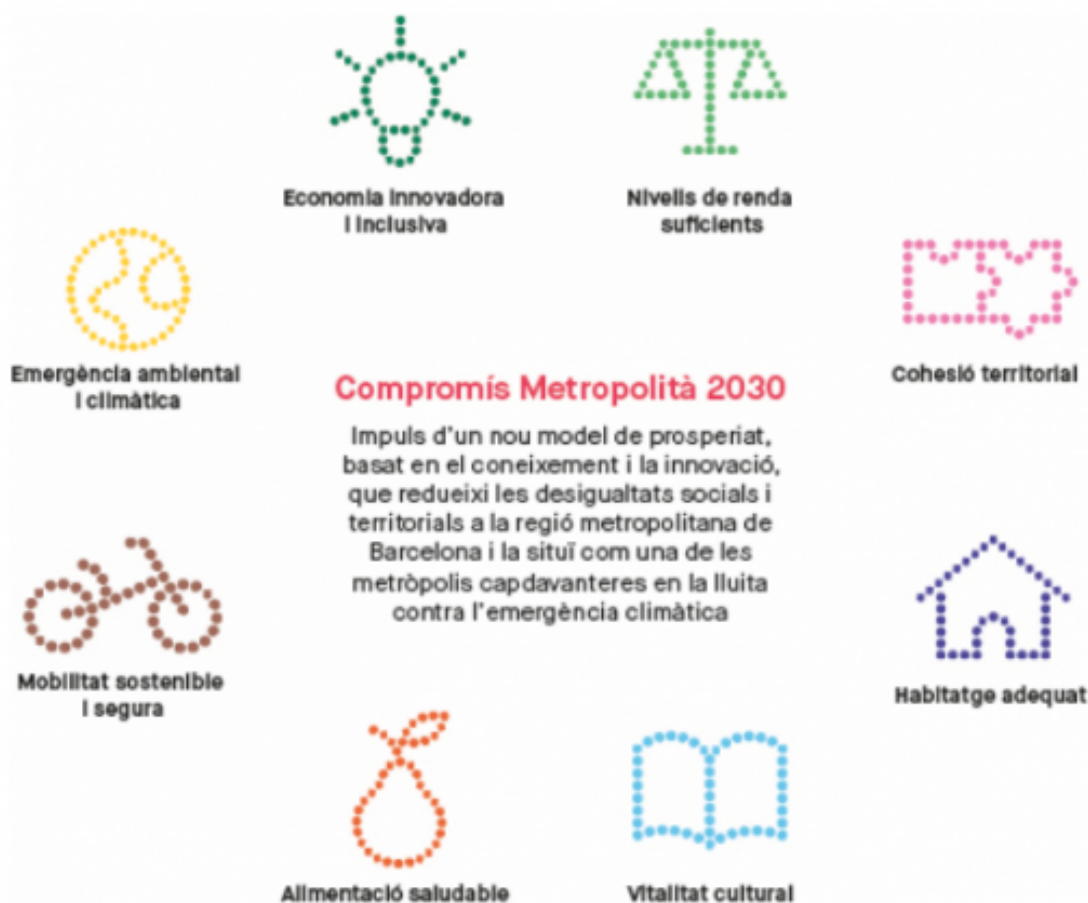 Economia innovadora
i inclusiva
Nivells de renda
suficients
Emergència ambiental
i climàtica
Cohesió territorial
Compromís Metropolità 2030
Impuls d'un nou model de prosperiat,
basat en el coneixement i la innovació,
que redueixi les desigualtats socials i
territorials a la regió metropolitana de
Barcelona i la situï com una de les
metròpolis capdavanteres en la lluita
contra l'emergència climàtica
Mobilitat sostenible
i segura
Habitatge adequat
Alimentació saludable
Vitalitat cultural